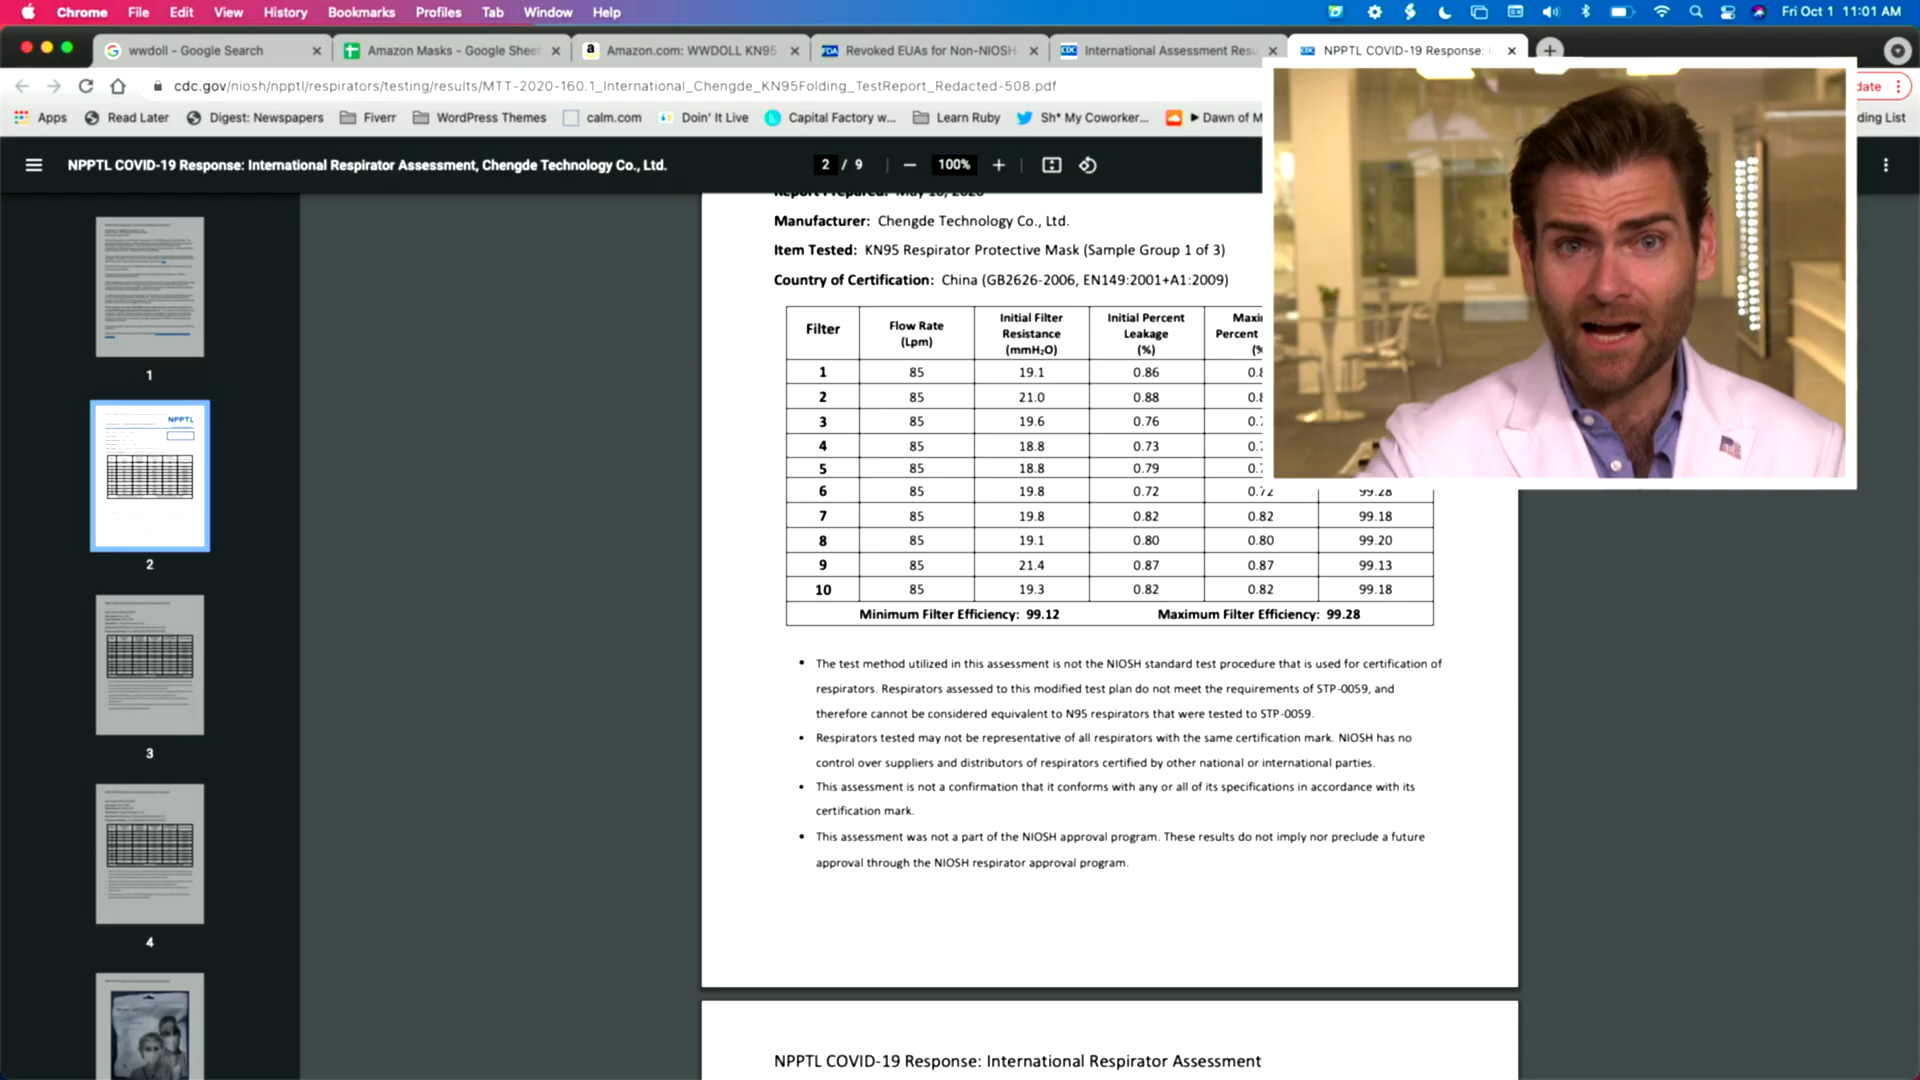 Chrome File Edit View History Bookmarks Profiles Tab Window Help Fri Oct 1 11:01 AM
wwdoll - Google Search Amazon Masks - Google Sheet Amazon.com: WWDOLL KN95 Revoked EUAs for Non-NIOSH International Assessment Resu NPPTL COVID-19 Response:
cdc.gov/niosh/npptl/respirators/testing/results/MTT-2020-160.1_International_Chengde_KN95Folding_TestReport_Redacted-508.pdf
Apps Read Later Digest: Newspapers Fiverr WordPress Themes calm.com Doin' It Live Capital Factory w... Learn Ruby Sh* My Coworker... ▶ Dawn of M ding List
NPPTL COVID-19 Response: International Respirator Assessment, Chengde Technology Co., Ltd. 2 / 9 100%
Manufacturer: Chengde Technology Co., Ltd.
Item Tested: KN95 Respirator Protective Mask (Sample Group 1 of 3)
Country of Certification: China (GB2626-2006, EN149:2001+A1:2009)
Filter Flow Rate (Lpm) Initial Filter Resistance (mmH₂O) Initial Percent Leakage (%) Percent
1 85 19.1 0.86
2 85 21.0 0.88
3 85 19.6 0.76
4 85 18.8 0.73
5 85 18.8 0.79
6 85 19.8 0.72 0.72 99.28
7 85 19.8 0.82 0.82 99.18
8 85 19.1 0.80 0.80 99.20
9 85 21.4 0.87 0.87 99.13
10 85 19.3 0.82 0.82 99.18
Minimum Filter Efficiency: 99.12 Maximum Filter Efficiency: 99.28
• The test method utilized in this assessment is not the NIOSH standard test procedure that is used for certification of
respirators. Respirators assessed to this modified test plan do not meet the requirements of STP-0059, and
therefore cannot be considered equivalent to N95 respirators that were tested to STP-0059.
• Respirators tested may not be representative of all respirators with the same certification mark. NIOSH has no
control over suppliers and distributors of respirators certified by other national or international parties.
• This assessment is not a confirmation that it conforms with any or all of its specifications in accordance with its
certification mark.
• This assessment was not a part of the NIOSH approval program. These results do not imply nor preclude a future
approval through the NIOSH respirator approval program.
NPPTL COVID-19 Response: International Respirator Assessment
1
NPPTL
2
3
4